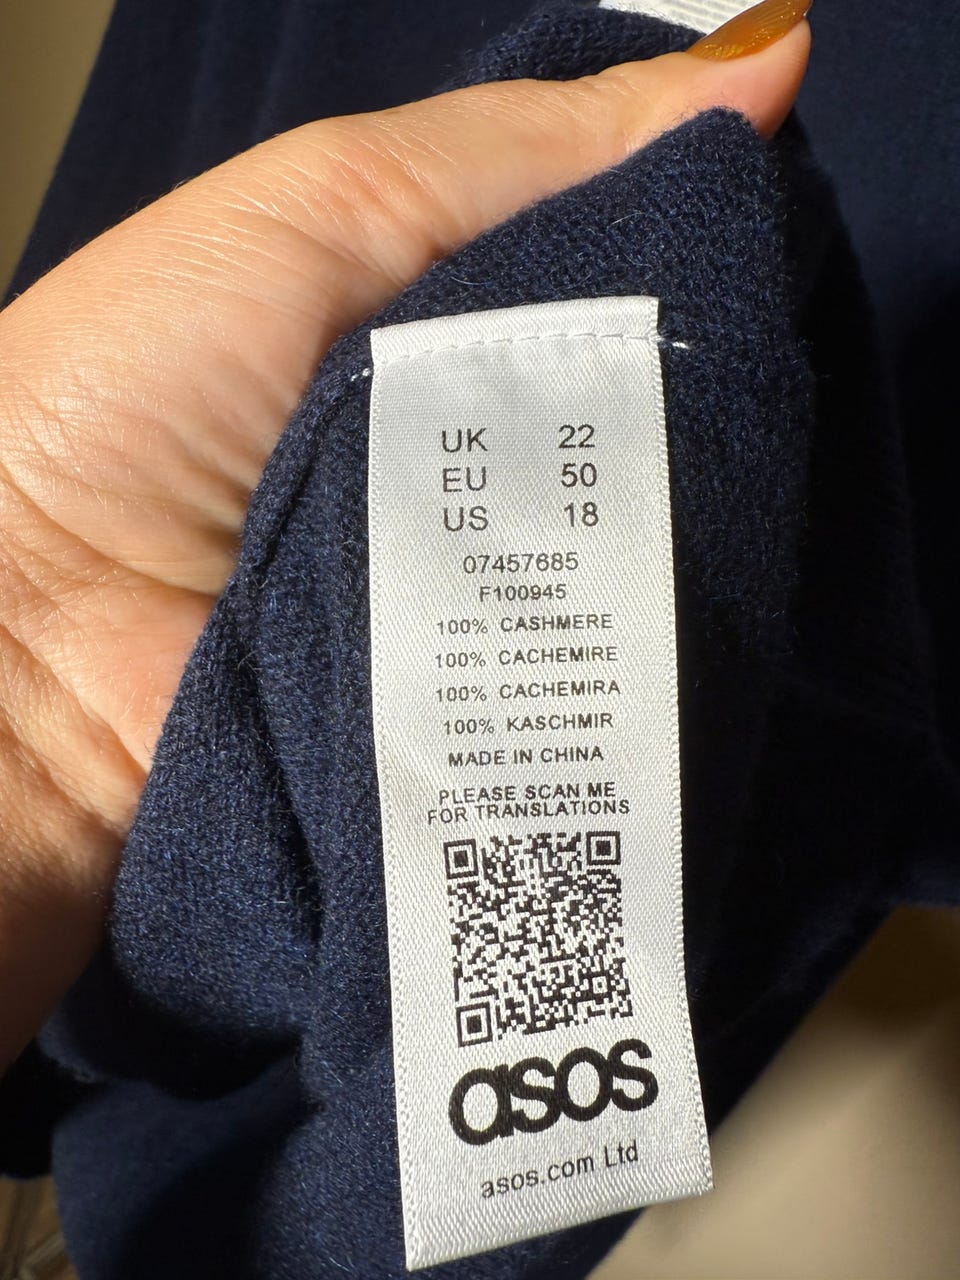 UK 22
EU 50
US 18
07457685
F100945
100% CASHMERE
100% CACHEMIRE
100% CACHEMIRA
100% KASCHMIR
MADE IN CHINA
PLEASE SCAN ME
FOR TRANSLATIONS
asos
asos.com Ltd